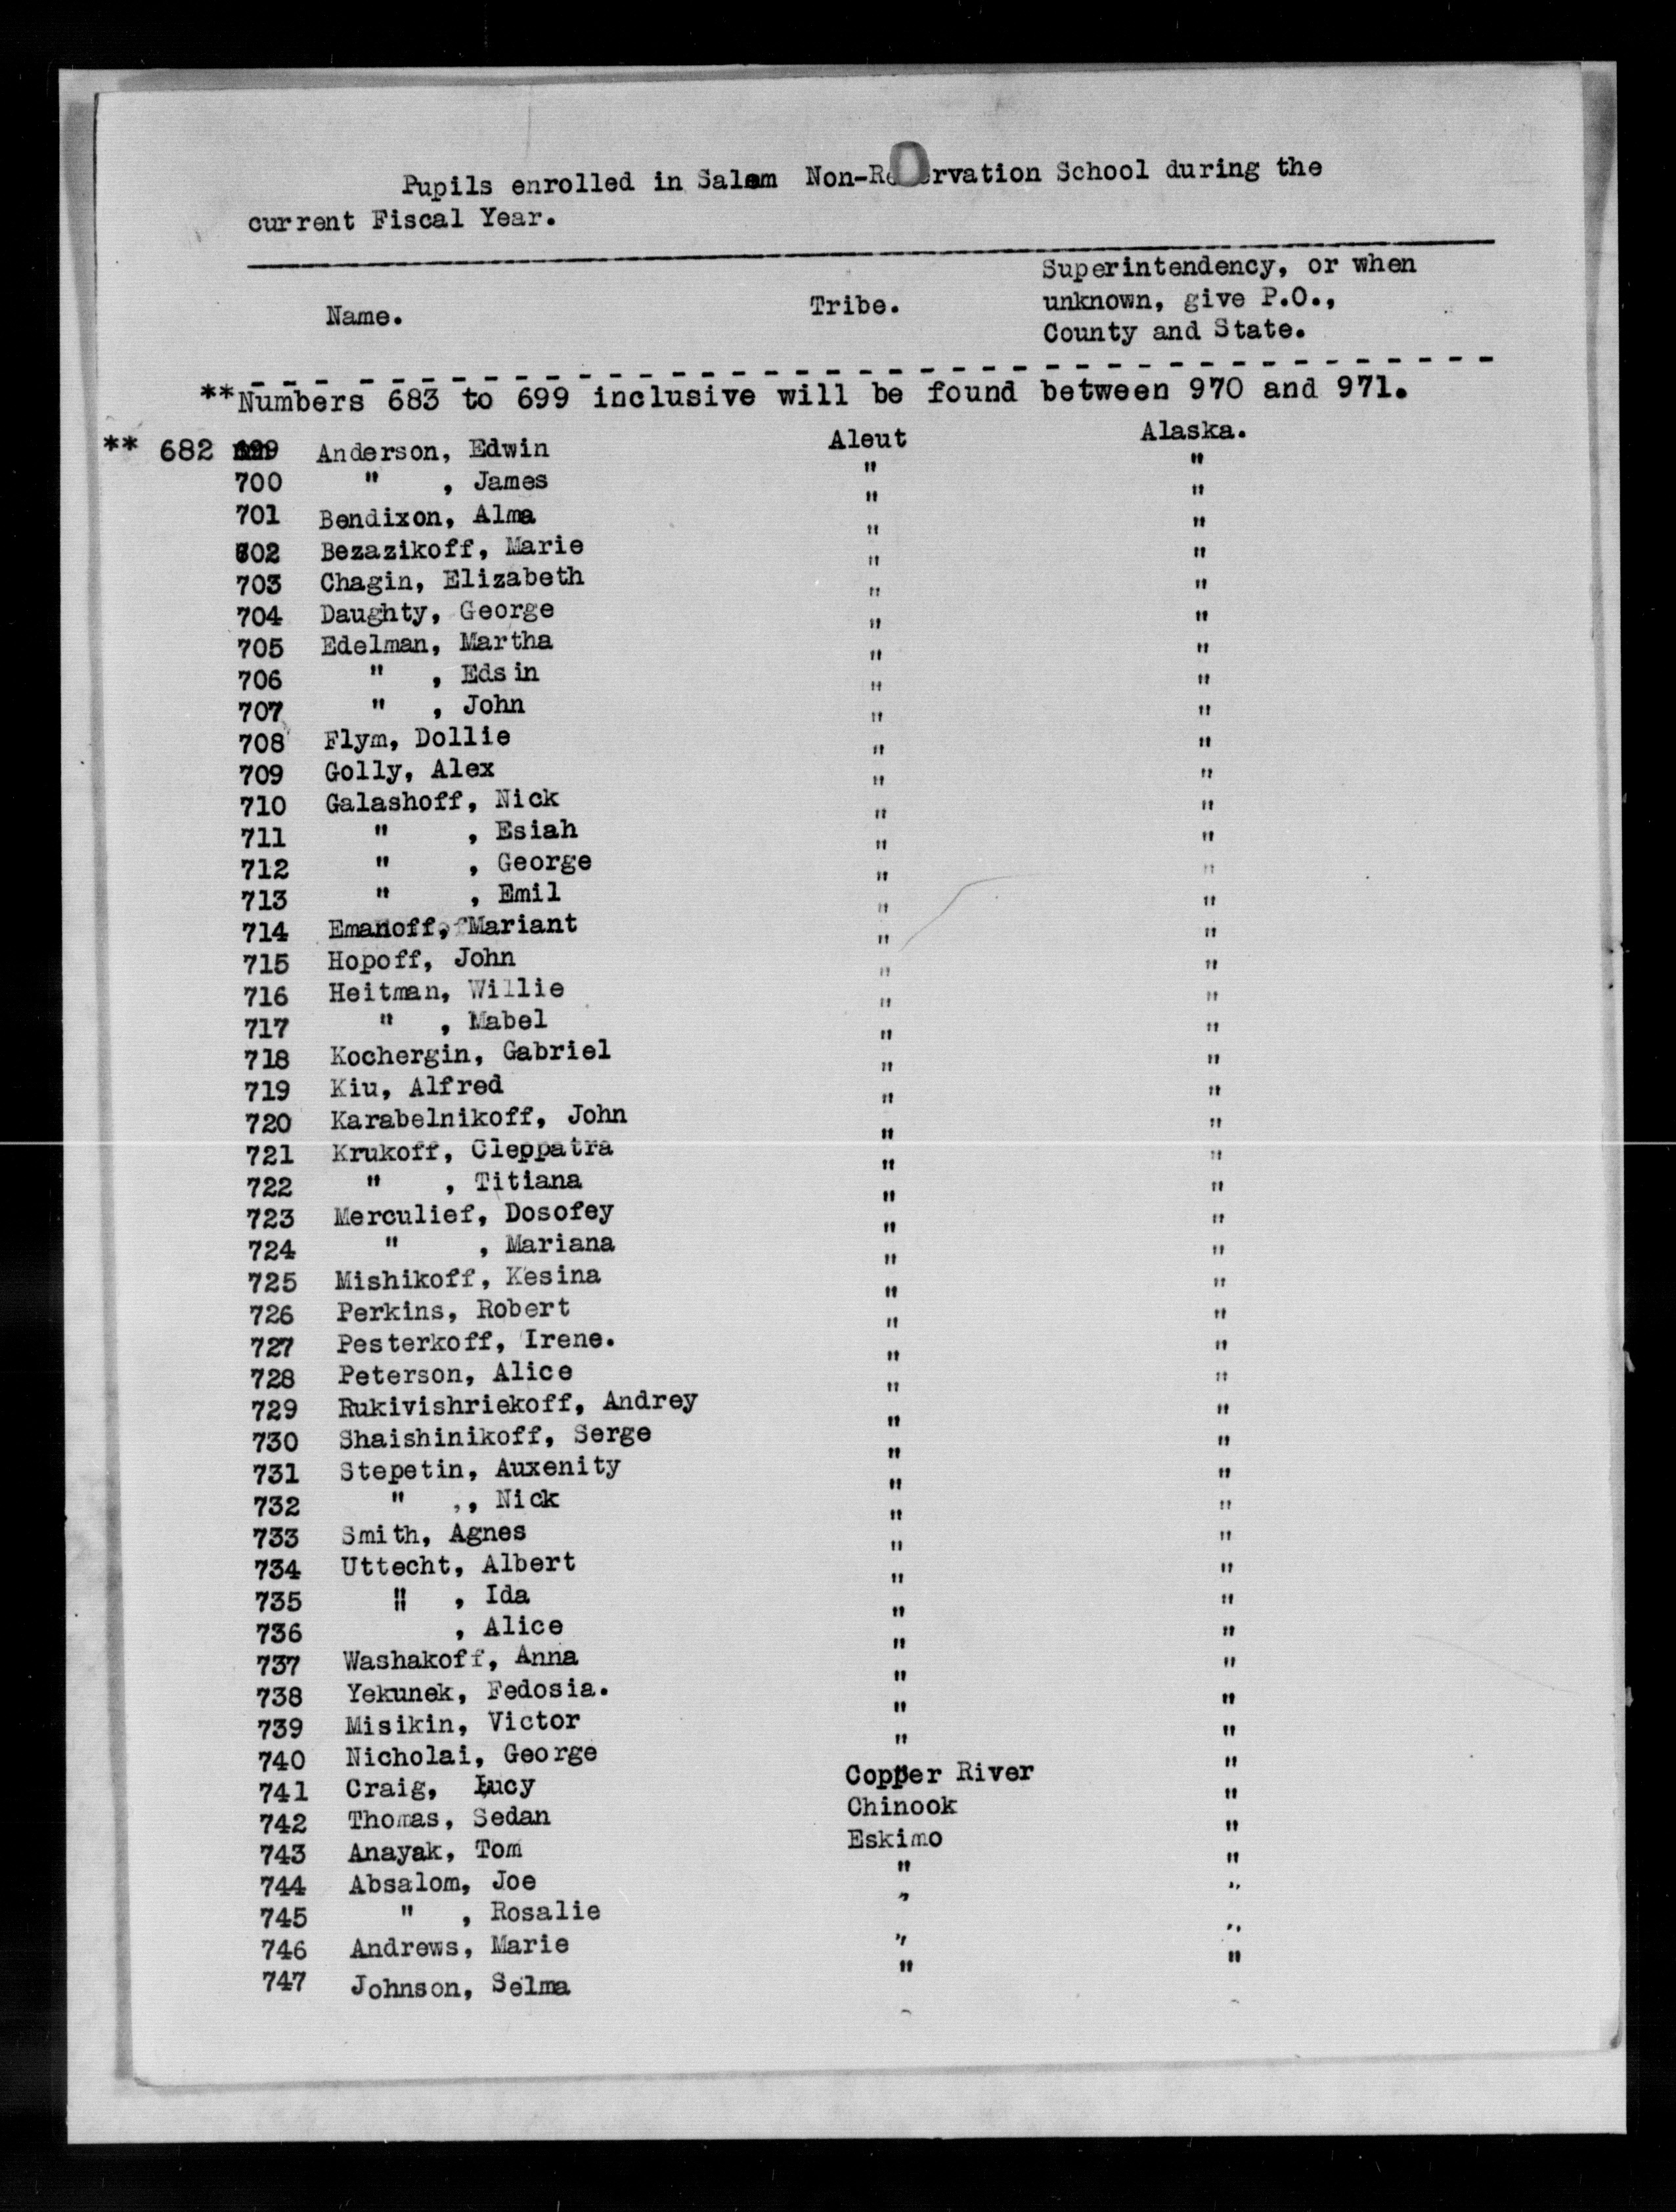 Pupils enrolled in Salem Non-Reservation School during the
current Fiscal Year.
Name. Tribe. Superintendency, or when
unknown, give P.O.,
County and State.
**Numbers 683 to 699 inclusive will be found between 970 and 971.
** 682 Anderson, Edwin Aleut Alaska.
700 " , James " "
701 Bendixon, Alma " "
702 Bezazikoff, Marie " "
703 Chagin, Elizabeth " "
704 Daughty, George " "
705 Edelman, Martha " "
706 " , Edsin " "
707 " , John " "
708 Flym, Dollie " "
709 Golly, Alex " "
710 Galashoff, Nick " "
711 " , Esiah " "
712 " , George " "
713 " , Emil " "
714 Emanoff, Mariant " "
715 Hopoff, John " "
716 Heitman, Willie " "
717 " , Mabel " "
718 Kochergin, Gabriel " "
719 Kiu, Alfred " "
720 Karabelnikoff, John " "
721 Krukoff, Cleppatra " "
722 " , Titiana " "
723 Merculief, Dosofey " "
724 " , Mariana " "
725 Mishikoff, Kesina " "
726 Perkins, Robert " "
727 Pesterkoff, Irene. " "
728 Peterson, Alice " "
729 Rukivishriekoff, Andrey " "
730 Shaishinikoff, Serge " "
731 Stepetin, Auxenity " "
732 " ,, Nick " "
733 Smith, Agnes " "
734 Uttecht, Albert " "
735 " , Ida " "
736 , Alice " "
737 Washakoff, Anna " "
738 Yekunek, Fedosia. " "
739 Misikin, Victor " "
740 Nicholai, George " "
741 Craig, Lucy Copper River "
742 Thomas, Sedan Chinook "
743 Anayak, Tom Eskimo "
744 Absalom, Joe " "
745 " , Rosalie " "
746 Andrews, Marie " "
747 Johnson, Selma " "